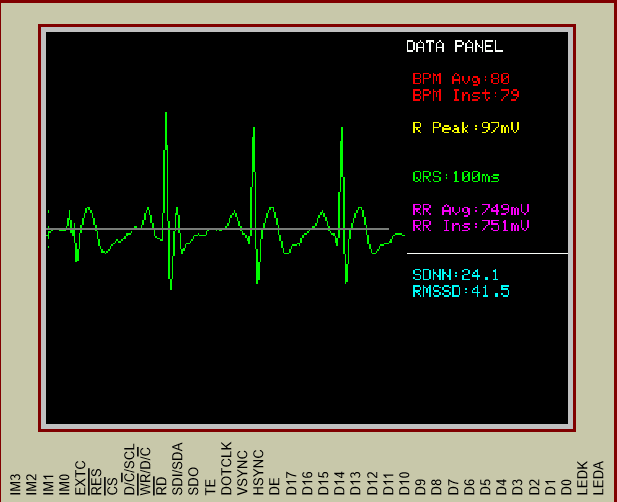 DATA PANEL
BPM Avg:80
BPM Inst:79
R Peak:97mV
QRS:100ms
RR Avg:749mV
RR Ins:751mV
SDNN:24.1
RMSSD:41.5
IM3
IM2
IM1
IM0
EXTC
RES
CS
D/C/SCL
WR/D/C
RD
SDI/SDA
SDO
TE
DOTCLK
VSYNC
HSYNC
DE
D17
D16
D15
D14
D13
D12
D11
D10
D9
D8
D7
D6
D5
D4
D3
D2
D1
D0
LEDK
LEDA